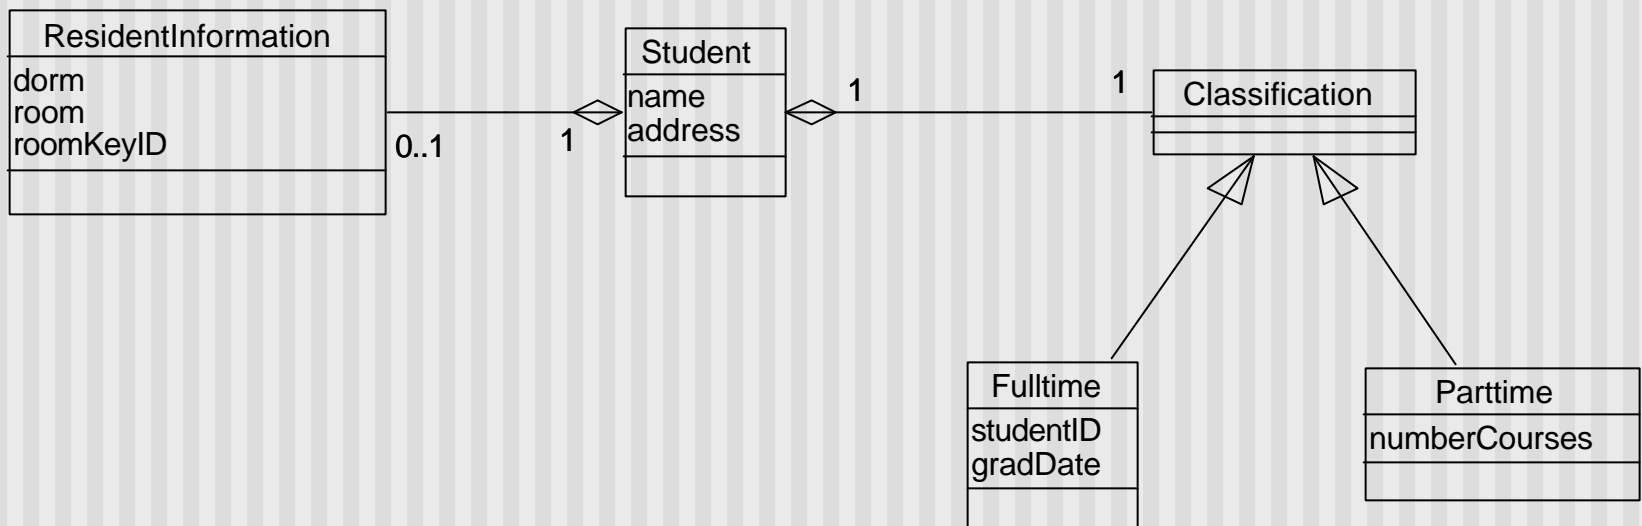 ResidentInformation
dorm
room
roomKeyID
0..1
1
Student
name
address
1
1
Classification
Fulltime
studentID
gradDate
Parttime
numberCourses